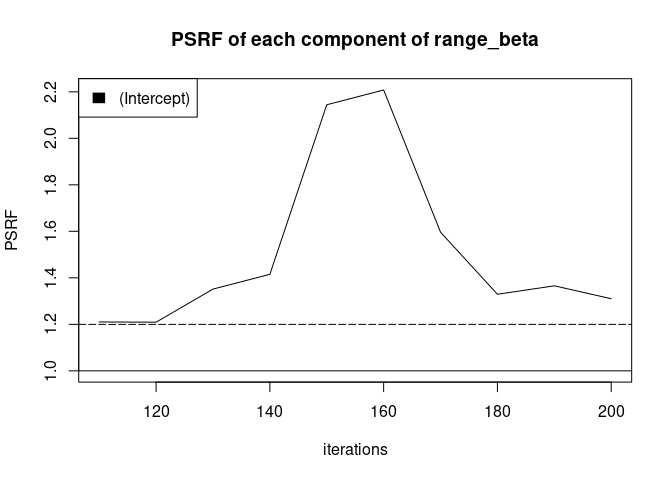 PSRF of each component of range_beta
(Intercept)
PSRF
2.2
2.0
1.8
1.6
1.4
1.2
1.0
120 140 160 180 200
iterations